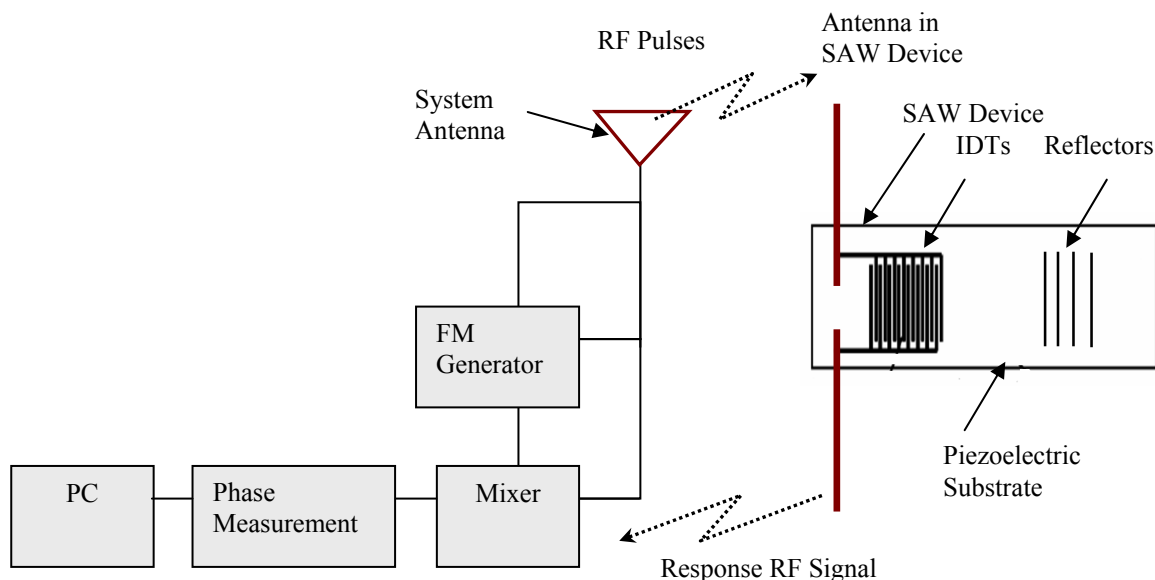 RF Pulses
Antenna in
SAW Device
System
Antenna
SAW Device
IDTs
Reflectors
FM
Generator
Piezoelectric
Substrate
PC
Phase
Measurement
Mixer
Response RF Signal